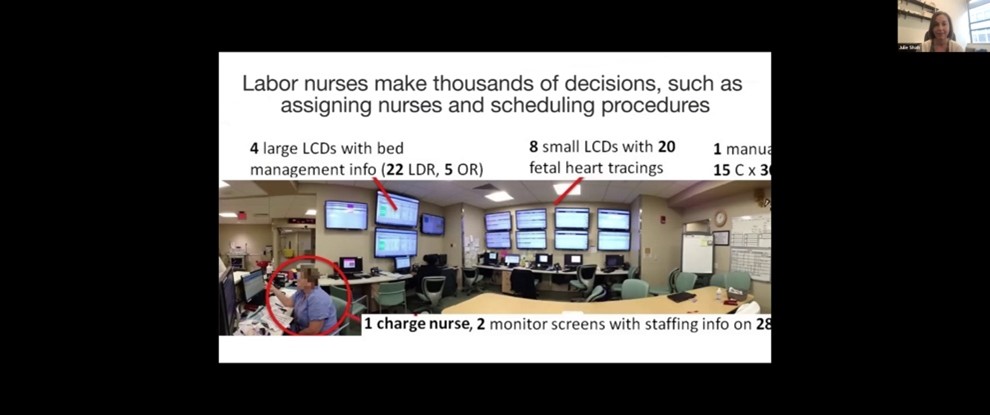 Labor nurses make thousands of decisions, such as
assigning nurses and scheduling procedures
4 large LCDs with bed
management info (22 LDR, 5 OR)
8 small LCDs with 20
fetal heart tracings
1 manua
15 C x 30
1 charge nurse, 2 monitor screens with staffing info on 28